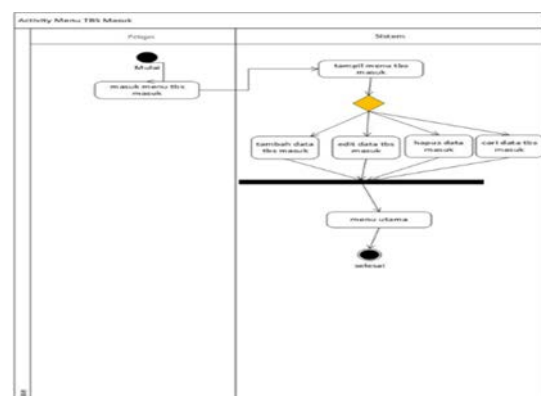 Activity Menu TBS Masuk
Sistem
Mulai
masuk menu tbs
masuk
tampil menu tbs
masuk
tambah data
tbs masuk
edit data tbs
masuk
hapus data
masuk
cari data tbs
masuk
menu utama
selesai